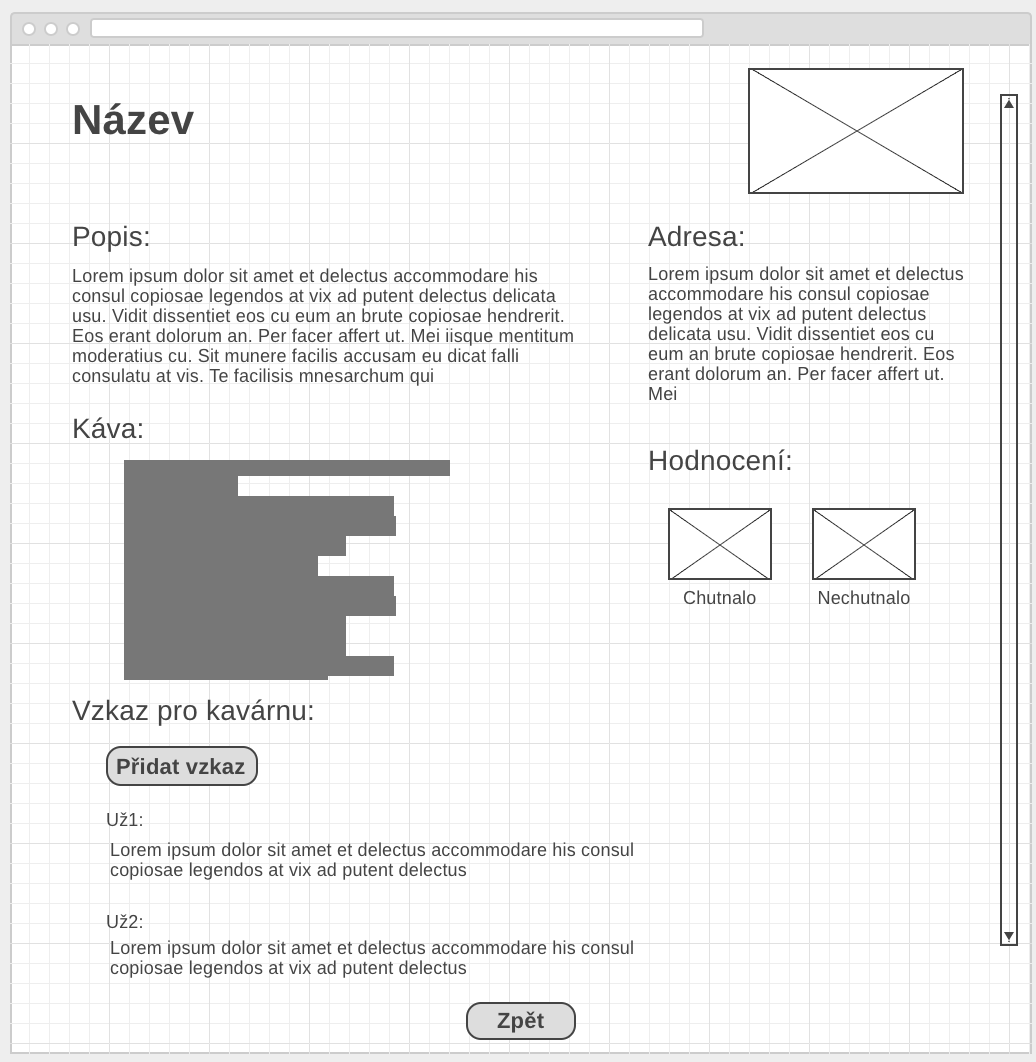 Název
Popis:
Lorem ipsum dolor sit amet et delectus accommodare his
consul copiosae legendos at vix ad putent delectus delicata
usu. Vidit dissentiet eos cu eum an brute copiosae hendrerit.
Eos erant dolorum an. Per facer affert ut. Mei iisque mentitum
moderatius cu. Sit munere facilis accusam eu dicat falli
consulatu at vis. Te facilisis mnesarchum qui
Adresa:
Lorem ipsum dolor sit amet et delectus
accommodare his consul copiosae
legendos at vix ad putent delectus
delicata usu. Vidit dissentiet eos cu
eum an brute copiosae hendrerit. Eos
erant dolorum an. Per facer affert ut.
Mei
Káva:
Hodnocení:
Chutnalo
Nechutnalo
Vzkaz pro kavárnu:
Přidat vzkaz
Už1:
Lorem ipsum dolor sit amet et delectus accommodare his consul
copiosae legendos at vix ad putent delectus
Už2:
Lorem ipsum dolor sit amet et delectus accommodare his consul
copiosae legendos at vix ad putent delectus
Zpět